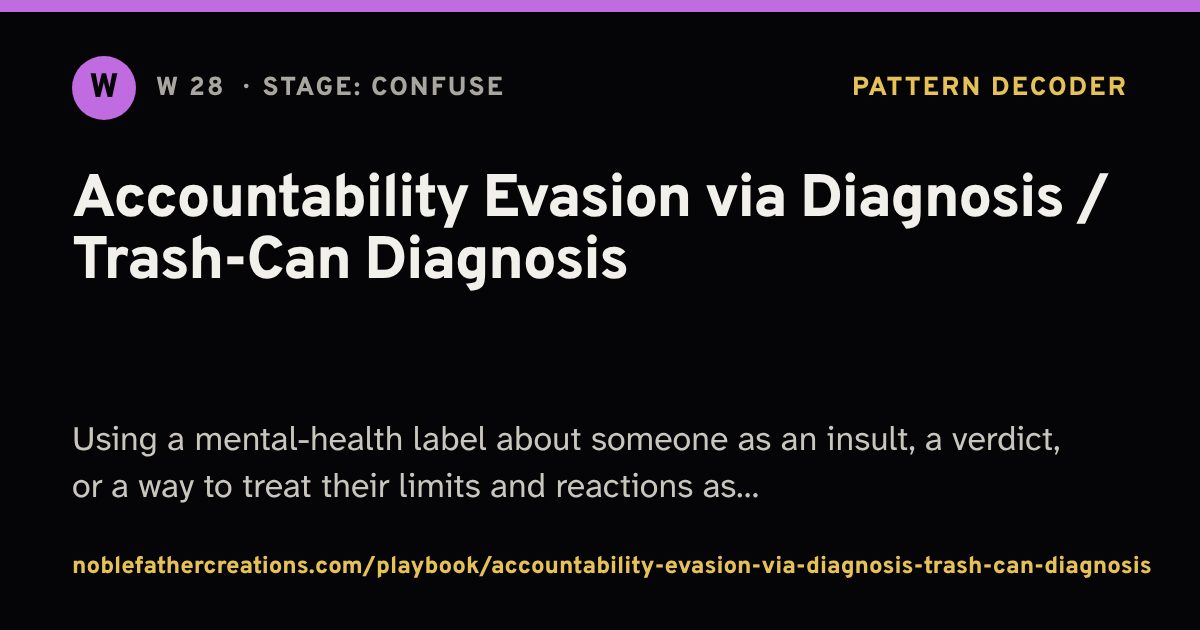 W
W 28 · STAGE: CONFUSE
PATTERN DECODER
Accountability Evasion via Diagnosis /
Trash-Can Diagnosis
Using a mental-health label about someone as an insult, a verdict,
or a way to treat their limits and reactions as...
noblefathercreations.com/playbook/accountability-evasion-via-diagnosis-trash-can-diagnosis